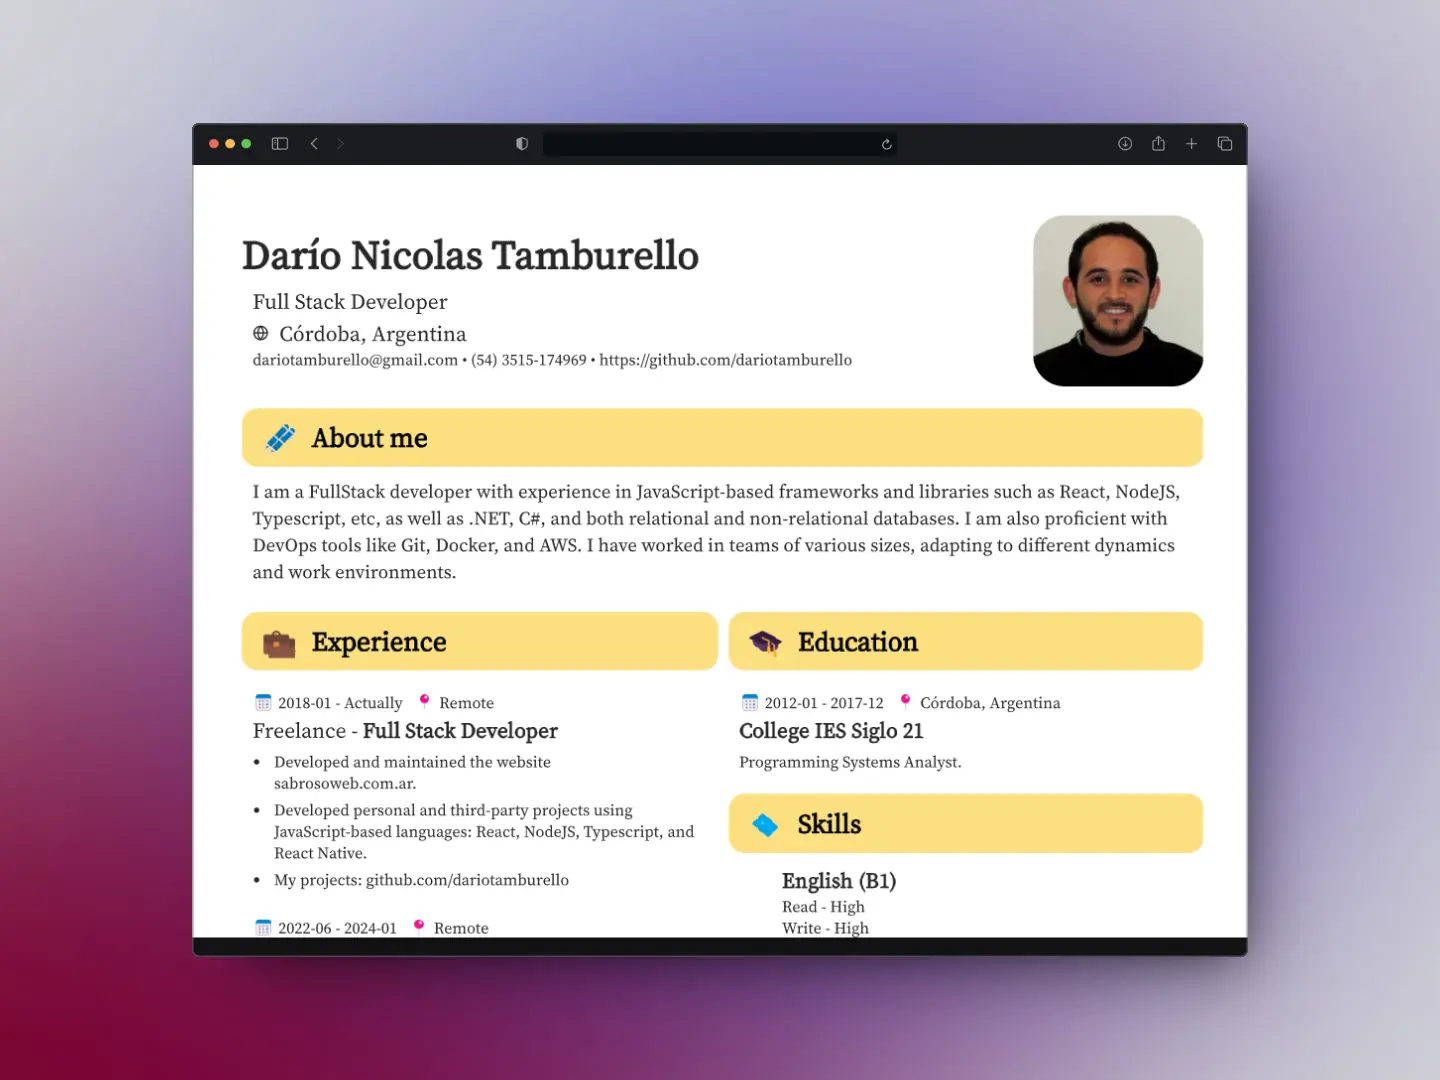 Darío Nicolas Tamburello
Full Stack Developer
Córdoba, Argentina
dariotamburello@gmail.com • (54) 3515-174969 • https://github.com/dariotamburello
About me
I am a FullStack developer with experience in JavaScript-based frameworks and libraries such as React, NodeJS,
Typescript, etc, as well as .NET, C#, and both relational and non-relational databases. I am also proficient with
DevOps tools like Git, Docker, and AWS. I have worked in teams of various sizes, adapting to different dynamics
and work environments.
Experience
2018-01 - Actually Remote
Freelance - Full Stack Developer
• Developed and maintained the website
sabrosoweb.com.ar.
• Developed personal and third-party projects using
JavaScript-based languages: React, NodeJS, Typescript, and
React Native.
• My projects: github.com/dariotamburello
2022-06 - 2024-01 Remote
Education
2012-01 - 2017-12 Córdoba, Argentina
College IES Siglo 21
Programming Systems Analyst.
Skills
English (B1)
Read - High
Write - High